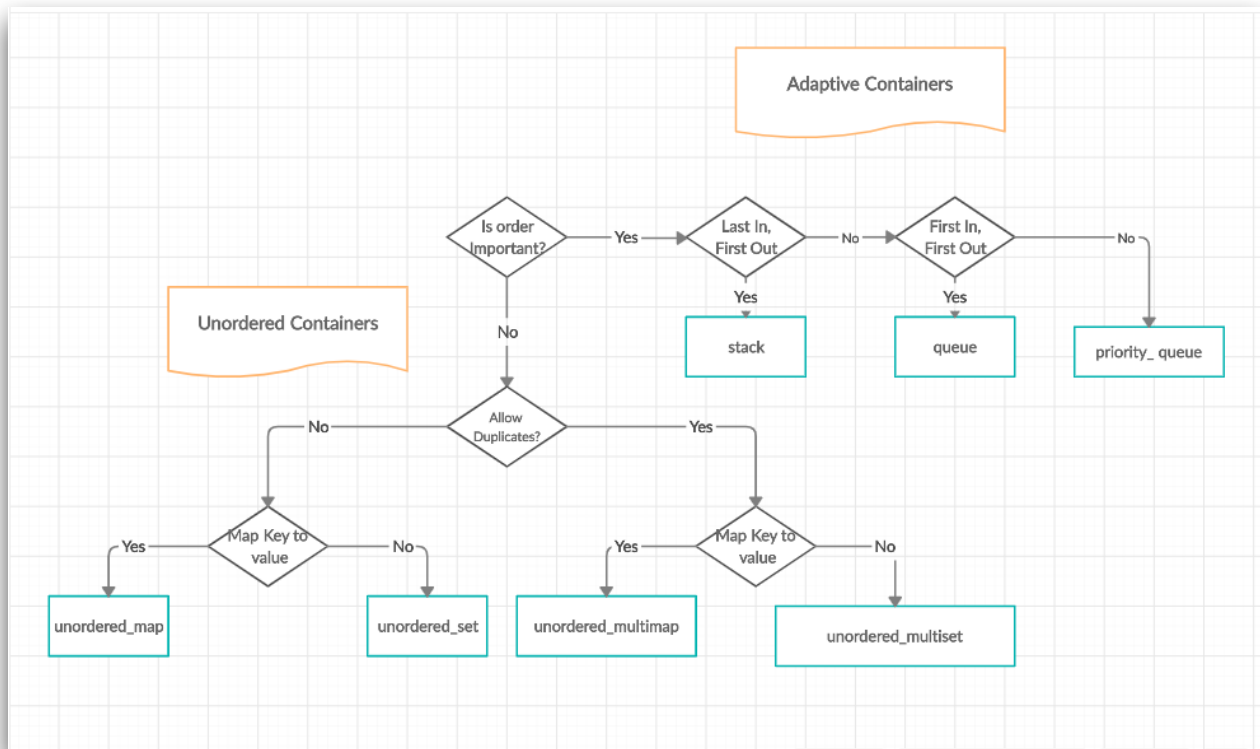 Adaptive Containers
Is order
Important?
Yes
Last In,
First Out
No
First In,
First Out
No
Yes
Yes
stack
queue
priority_ queue
Unordered Containers
No
Allow
Duplicates?
No
Yes
Map Key to
value
Yes
No
Map Key to
value
Yes
No
unordered_map
unordered_set
unordered_multimap
unordered_multiset